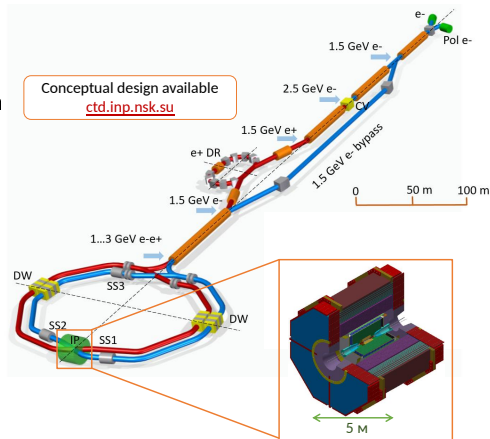 e-
Pol e-
1.5 GeV e-
Conceptual design available
ctd.inp.nsk.su
2.5 GeV e-
CV
1.5 GeV e+
e+ DR
1.5 GeV e- bypass
1.5 GeV e-
0 50 m 100 m
1...3 GeV e-e+
DW
SS3
DW
SS2
IP
SS1
5 м